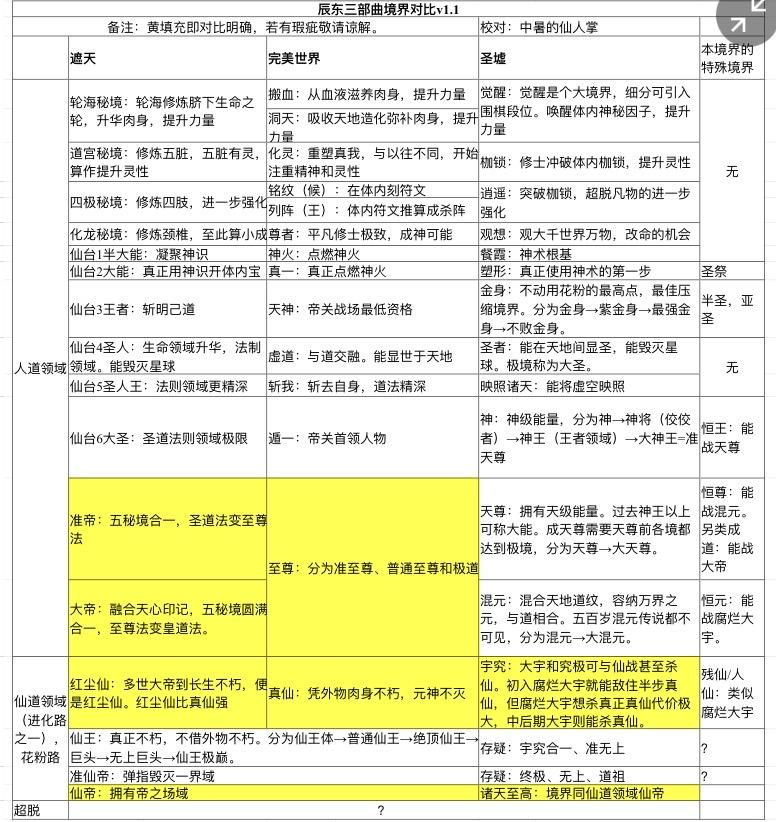 辰东三部曲境界对比v1.1
备注：黄填充即对比明确，若有瑕疵敬请谅解。
校对：中暑的仙人掌
遮天
完美世界
圣墟
本境界的
特殊境界
人道领域
轮海秘境：轮海修炼脐下生命之
轮，升华肉身，提升力量
搬血：从血液滋养肉身，提升力量
洞天：吸收天地造化弥补肉身，提升
力量
觉醒：觉醒是个大境界，细分可引入
围棋段位。唤醒体内神秘因子，提升
力量
无
道宫秘境：修炼五脏，五脏有灵，
算作提升灵性
化灵：重塑真我，与以往不同，开始
注重精神和灵性
枷锁：修士冲破体内枷锁，提升灵性
四极秘境：修炼四肢，进一步强化
铭纹（候）：在体内刻符文
列阵（王）：体内符文推算成杀阵
逍遥：突破枷锁，超脱凡物的进一步
强化
化龙秘境：修炼颈椎，至此算小成
尊者：平凡修士极致，成神可能
观想：观大千世界万物，改命的机会
仙台1半大能：凝聚神识
神火：点燃神火
餐霞：神术根基
仙台2大能：真正用神识开体内宝
真一：真正点燃神火
塑形：真正使用神术的第一步
圣祭
仙台3王者：斩明己道
天神：帝关战场最低资格
金身：不动用花粉的最高点，最佳压
缩境界。分为金身→紫金身→最强金
身→不败金身。
半圣，亚
圣
仙台4圣人：生命领域升华，法制
领域。能毁灭星球
虚道：与道交融。能显世于天地
圣者：能在天地间显圣，能毁灭星
球。极境称为大圣。
无
仙台5圣人王：法则领域更精深
斩我：斩去自身，道法精深
映照诸天：能将虚空映照
仙台6大圣：圣道法则领域极限
遁一：帝关首领人物
神：神级能量，分为神→神将（佼佼
者）→神王（王者领域）→大神王=准
天尊
恒王：能
战天尊
准帝：五秘境合一，圣道法变至尊
法
至尊：分为准至尊、普通至尊和极道
天尊：拥有天级能量。过去神王以上
可称大能。成天尊需要天尊前各境都
达到极境，分为天尊→大天尊。
恒尊：能
战混元。
另类成
道：能战
大帝
大帝：融合天心印记，五秘境圆满
合一，至尊法变皇道法。
混元：混合天地道纹，容纳万界之
元，与道相合。五百岁混元传说都不
可见，分为混元→大混元。
恒元：能
战腐烂大
宇。
仙道领域
（进化路
之一），
花粉路
红尘仙：多世大帝到长生不朽，便
是红尘仙。红尘仙比真仙强
真仙：凭外物肉身不朽，元神不灭
宇究：大宇和究极可与仙战甚至杀
仙。初入腐烂大宇就能敌住半步真
仙，但腐烂大宇想杀真正真仙代价极
大，中后期大宇则能杀真仙。
残仙/人
仙：类似
腐烂大宇
仙王：真正不朽，不借外物不朽。分为仙王体→普通仙王→绝顶仙王→
巨头→无上巨头→仙王极巅。
存疑：宇究合一、准无上
?
准仙帝：弹指毁灭一界域
存疑：终极、无上、道祖
?
仙帝：拥有帝之场域
诸天至高：境界同仙道领域仙帝
超脱
?